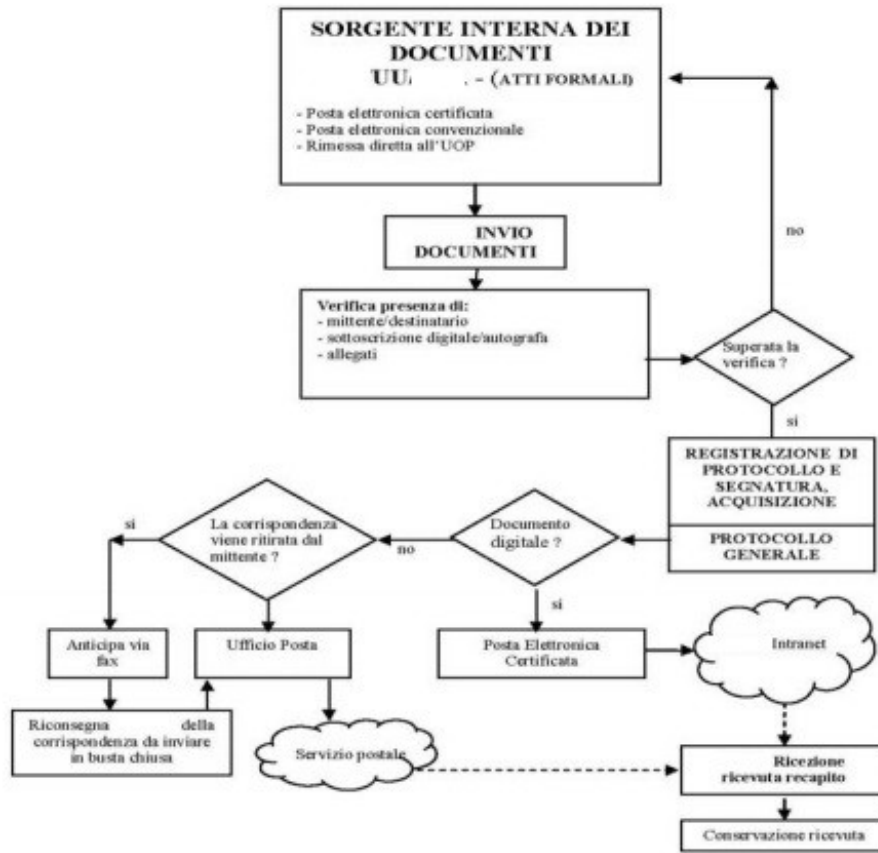 SORGENTE INTERNA DEI
DOCUMENTI
UU. - (ATTI FORMALI)
- Posta elettronica certificata
- Posta elettronica convenzionale
- Rimessa diretta all'UOP
INVIO
DOCUMENTI
no
Verifica presenza di:
- mittente/destinatario
- sottoscrizione digitale/autografa
- allegati
Superata la
verifica ?
si
REGISTRAZIONE DI
PROTOCOLLO E
SEGNATURA,
ACQUISIZIONE
PROTOCOLLO
GENERALE
Documento
digitale ?
no
La corrispondenza
viene ritirata dal
mittente ?
si
si
Anticipa via
fax
Ufficio Posta
Posta Elettronica
Certificata
Intranet
Riconsegna della
corrispondenza da inviare
in busta chiusa
Servizio postale
Ricezione
ricevuta recapito
Conservazione ricevuta